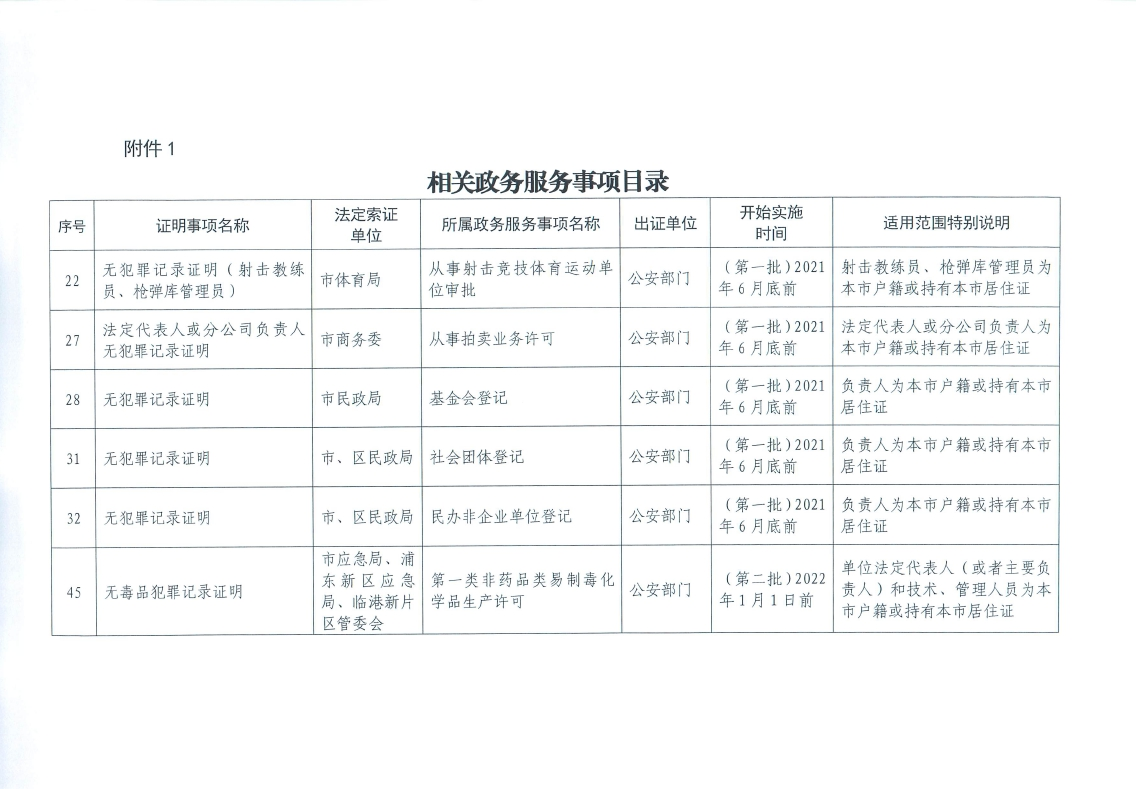 附件 1
相关政务服务事项目录
序号
证明事项名称
法定索证
单位
所属政务服务事项名称
出证单位
开始实施
时间
适用范围特别说明
22
无犯罪记录证明（射击教练
员、枪弹库管理员）
市体育局
从事射击竞技体育运动单
位审批
公安部门
（第一批）2021
年 6 月底前
射击教练员、枪弹库管理员为
本市户籍或持有本市居住证
27
法定代表人或分公司负责人
无犯罪记录证明
市商务委
从事拍卖业务许可
公安部门
（第一批）2021
年 6 月底前
法定代表人或分公司负责人为
本市户籍或持有本市居住证
28
无犯罪记录证明
市民政局
基金会登记
公安部门
（第一批）2021
年 6 月底前
负责人为本市户籍或持有本市
居住证
31
无犯罪记录证明
市、区民政局
社会团体登记
公安部门
（第一批）2021
年 6 月底前
负责人为本市户籍或持有本市
居住证
32
无犯罪记录证明
市、区民政局
民办非企业单位登记
公安部门
（第一批）2021
年 6 月底前
负责人为本市户籍或持有本市
居住证
45
无毒品犯罪记录证明
市应急局、浦
东新区应急
局、临港新片
区管委会
第一类非药品类易制毒化
学品生产许可
公安部门
（第二批）2022
年 1 月 1 日前
单位法定代表人（或者主要负
责人）和技术、管理人员为本
市户籍或持有本市居住证